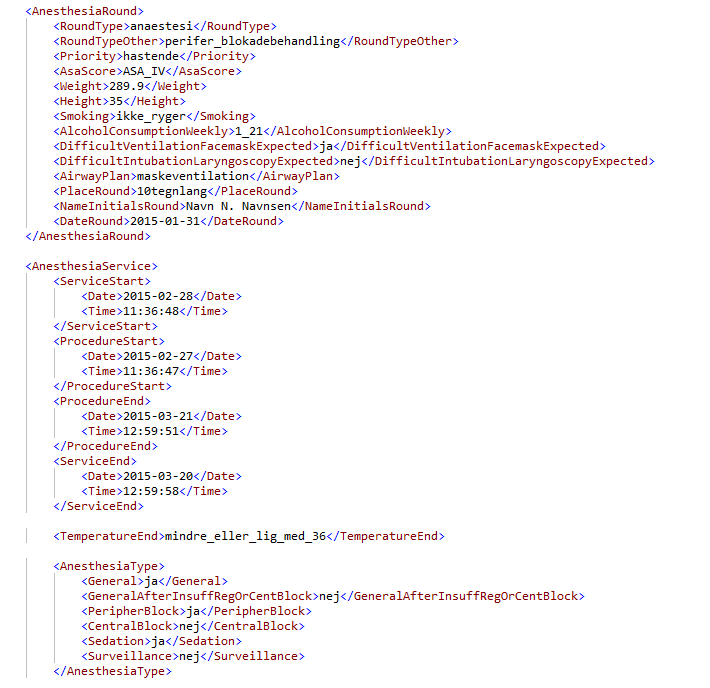 <AnesthesiaRound>
<RoundType>anaestesi</RoundType>
<RoundTypeOther>perifer_blokadebehandling</RoundTypeOther>
<Priority>hastende</Priority>
<AsaScore>ASA_IV</AsaScore>
<Weight>289.9</Weight>
<Height>35</Height>
<Smoking>ikke_ryger</Smoking>
<AlcoholConsumptionWeekly>1_21</AlcoholConsumptionWeekly>
<DifficultVentilationFacemaskExpected>ja</DifficultVentilationFacemaskExpected>
<DifficultIntubationLaryngoscopyExpected>nej</DifficultIntubationLaryngoscopyExpected>
<AirwayPlan>maskeventilation</AirwayPlan>
<PlaceRound>10tegnlang</PlaceRound>
<NameInitialsRound>Navn N. Navnsen</NameInitialsRound>
<DateRound>2015-01-31</DateRound>
</AnesthesiaRound>
<AnesthesiaService>
<ServiceStart>
<Date>2015-02-28</Date>
<Time>11:36:48</Time>
</ServiceStart>
<ProcedureStart>
<Date>2015-02-27</Date>
<Time>11:36:47</Time>
</ProcedureStart>
<ProcedureEnd>
<Date>2015-03-21</Date>
<Time>12:59:51</Time>
</ProcedureEnd>
<ServiceEnd>
<Date>2015-03-20</Date>
<Time>12:59:58</Time>
</ServiceEnd>
<TemperatureEnd>mindre_eller_lig_med_36</TemperatureEnd>
<AnesthesiaType>
<General>ja</General>
<GeneralAfterInsuffRegOrCentBlock>nej</GeneralAfterInsuffRegOrCentBlock>
<PeripherBlock>ja</PeripherBlock>
<CentralBlock>nej</CentralBlock>
<Sedation>ja</Sedation>
<Surveillance>nej</Surveillance>
</AnesthesiaType>